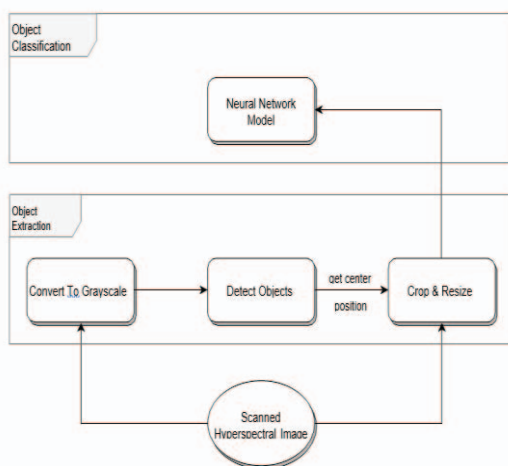 Object
Classification
Neural Network
Model
Object
Extraction
Convert To Grayscale
Detect Objects
get center
position
Crop & Resize
Scanned
Hyperspectral Image